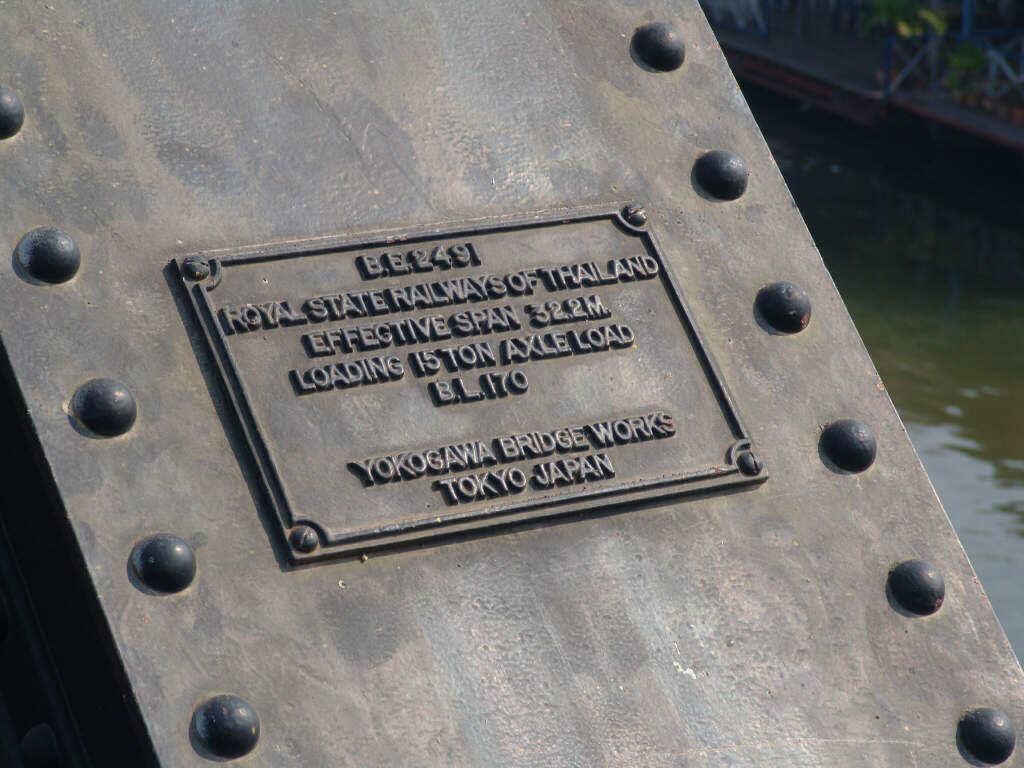 B.E.2491
ROYAL STATE RAILWAYS OF THAILAND
EFFECTIVE SPAN 32.2 M.
LOADING 15 TON AXLE LOAD
B.L.170
YOKOGAWA BRIDGE WORKS
TOKYO JAPAN